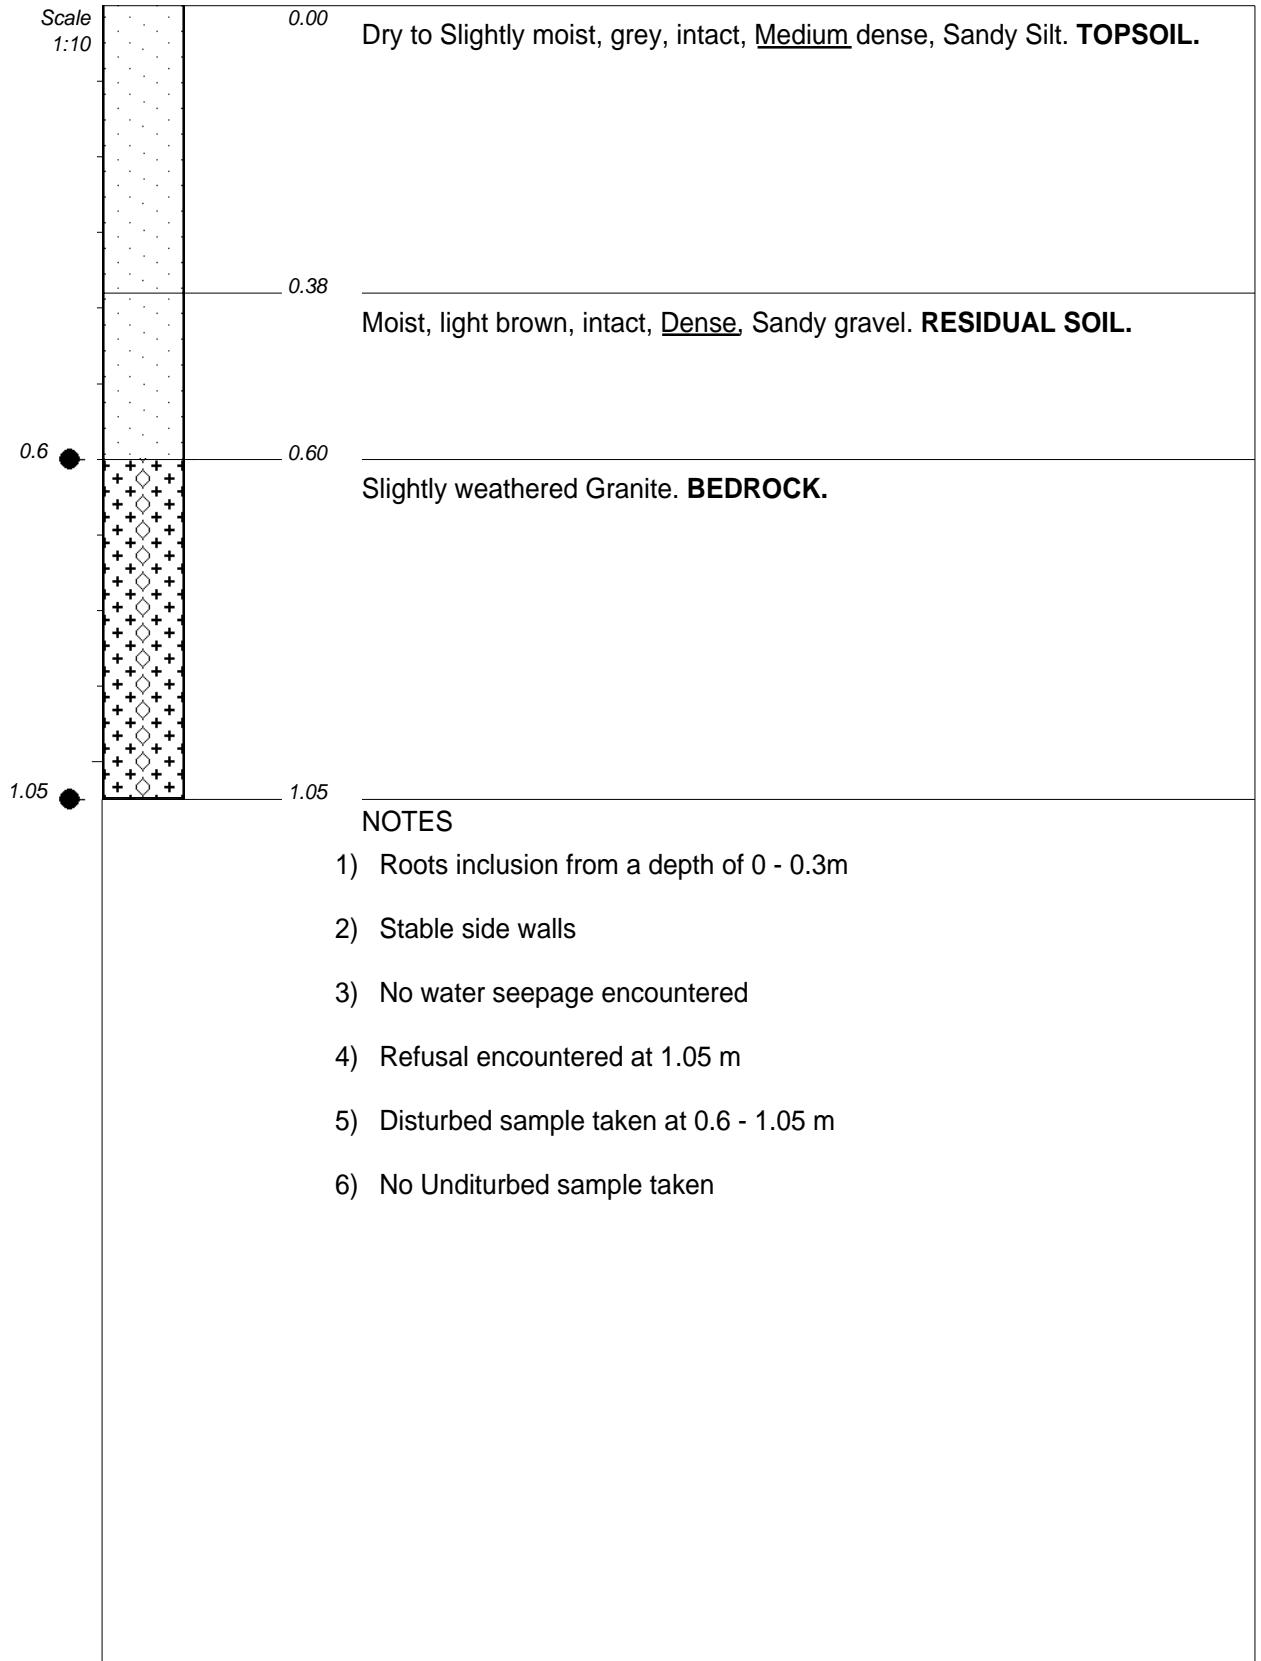 Scale
1:10
0.00
Dry to Slightly moist, grey, intact, Medium dense, Sandy Silt. TOPSOIL.
0.38
Moist, light brown, intact, Dense, Sandy gravel. RESIDUAL SOIL.
0.6
0.60
Slightly weathered Granite. BEDROCK.
1.05
1.05
NOTES
1) Roots inclusion from a depth of 0 - 0.3m
2) Stable side walls
3) No water seepage encountered
4) Refusal encountered at 1.05 m
5) Disturbed sample taken at 0.6 - 1.05 m
6) No Unditurbed sample taken